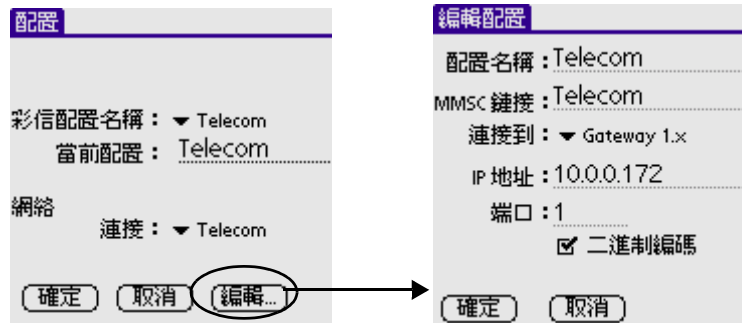 配置
彩信配置名稱： Telecom
當前配置： Telecom
網絡
連接： Telecom
確定 取消 編輯...
編輯配置
配置名稱：Telecom
MMSC 鏈接：Telecom
連接到： Gateway 1.x
IP 地址：10.0.0.172
端口：1
二進制編碼
確定 取消